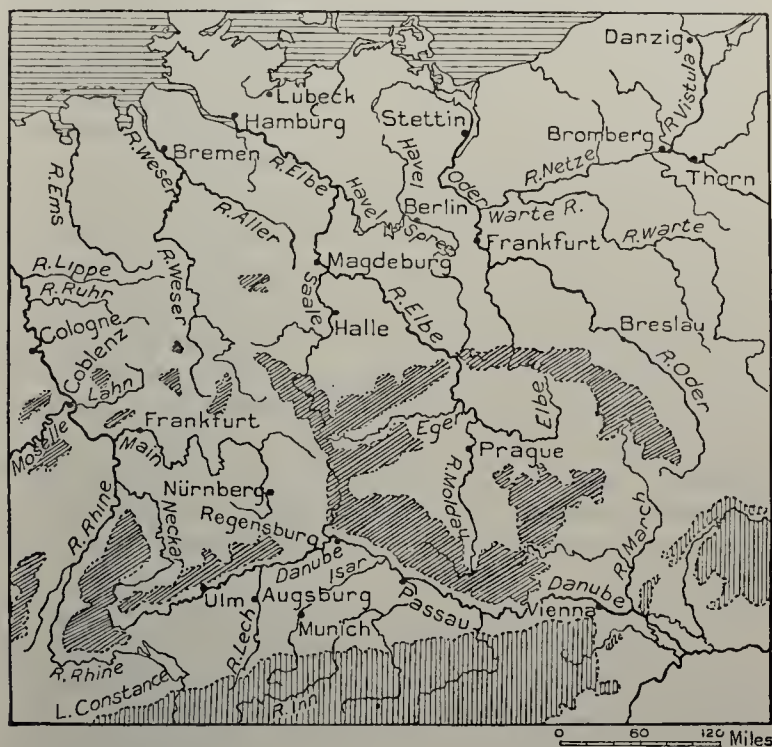 Danzig
Lübeck
Hamburg
Stettin
R. Vistula
Bromberg
Bremen
R. Weser
R. Elbe
Havel
Oder
R. Netze
Thorn
R. Ems
R. Aller
Havel
Berlin
Spree
Warte R.
Frankfurt
R. Warte
R. Lippe
R. Ruhr
R. Weser
Magdeburg
Saale
R. Elbe
Halle
Breslau
Cologne
Coblenz
Lahn
R. Oder
Frankfurt
Eger
Elbe
Moselle
Main
Prague
Nürnberg
R. Moldau
R. Rhine
Neckar
Regensburg
R. March
Danube
Isar
Danube
Ulm
Augsburg
Passau
Vienna
Munich
R. Lech
R. Rhine
L. Constance
R. Inn
0 60 120 Miles